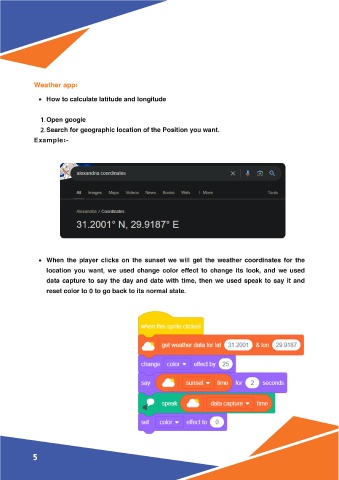 Weather app:
• How to calculate latitude and longitude
1. Open google
2. Search for geographic location of the Position you want.
Example:-
alexandria coordinates
All Images Maps Videos News Books Web More Tools
Alexandria / Coordinates
31.2001° N, 29.9187° E
• When the player clicks on the sunset we will get the weather coordinates for the
location you want, we used change color effect to change its look, and we used
data capture to say the day and date with time, then we used speak to say it and
reset color to 0 to go back to its normal state.
when this sprite clicked
get weather data for lat 31.2001 & lon 29.9187
change color effect by 25
say sunset time for 2 seconds
speak data capture time
set color effect to 0
5